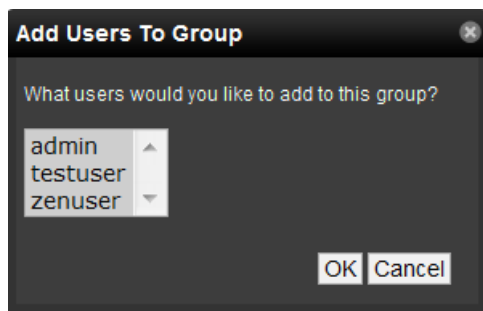 Add Users To Group
What users would you like to add to this group?
admin
testuser
zenuser
OK Cancel